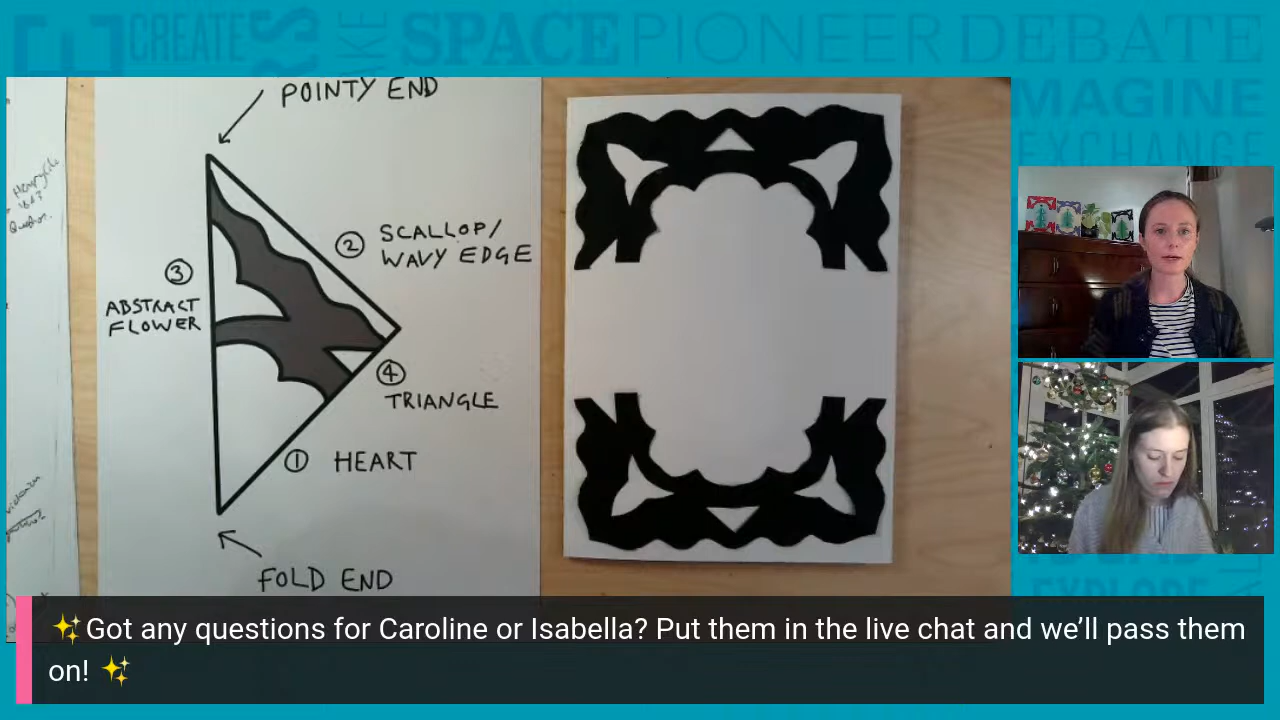 CREATE
SPACE PIONEER DEBATE
IMAGINE
EXCHANGE
POINTY END
② SCALLOP/
WAVY EDGE
③
ABSTRACT
FLOWER
④
TRIANGLE
① HEART
FOLD END
EXPLORE
✨Got any questions for Caroline or Isabella? Put them in the live chat and we’ll pass them
on! ✨